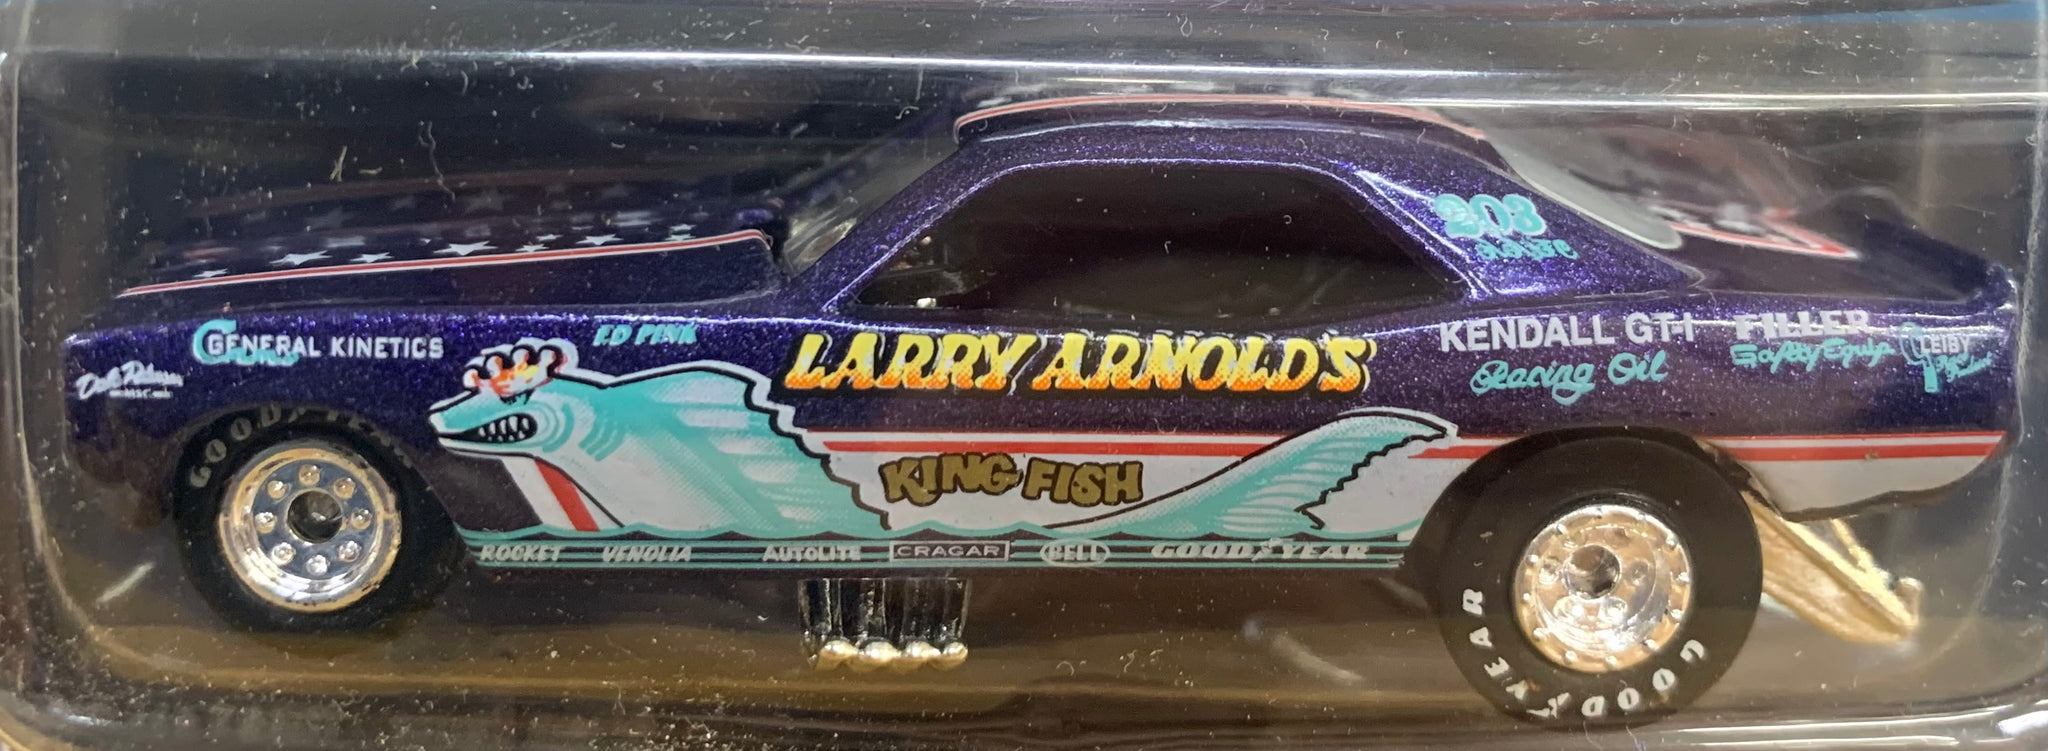 GENERAL KINETICS
ED PINK
LARRY ARNOLD'S
KING FISH
ROCKET VENOLIA AUTOLITE CRAGAR BELL GOODYEAR
KENDALL GT-1
Racing Oil
FILLER
Safety Equip
LEIBY
GOODYEAR
GOODYEAR